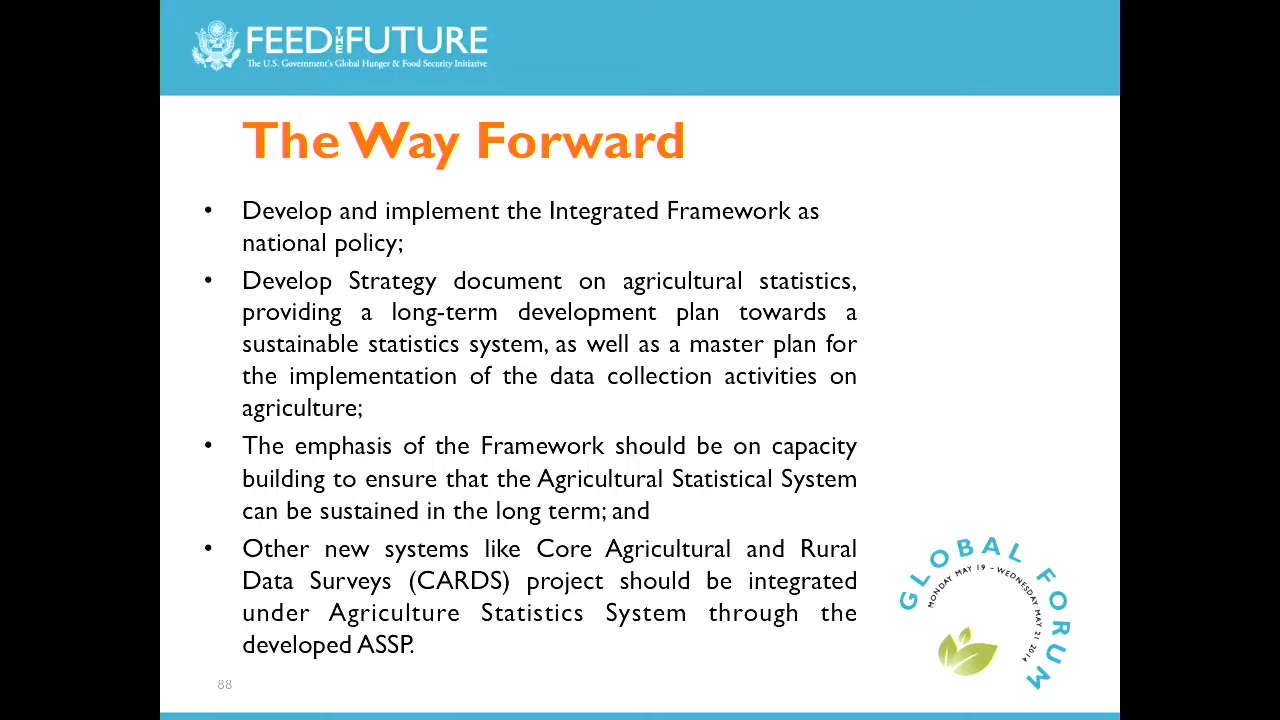 FEED THE FUTURE
The U.S. Government's Global Hunger & Food Security Initiative
The Way Forward
• Develop and implement the Integrated Framework as
national policy;
• Develop Strategy document on agricultural statistics,
providing a long-term development plan towards a
sustainable statistics system, as well as a master plan for
the implementation of the data collection activities on
agriculture;
• The emphasis of the Framework should be on capacity
building to ensure that the Agricultural Statistical System
can be sustained in the long term; and
• Other new systems like Core Agricultural and Rural
Data Surveys (CARDS) project should be integrated
under Agriculture Statistics System through the
developed ASSP.
GLOBAL FORUM
MONDAY MAY 19 – WEDNESDAY MAY 21 2014
88